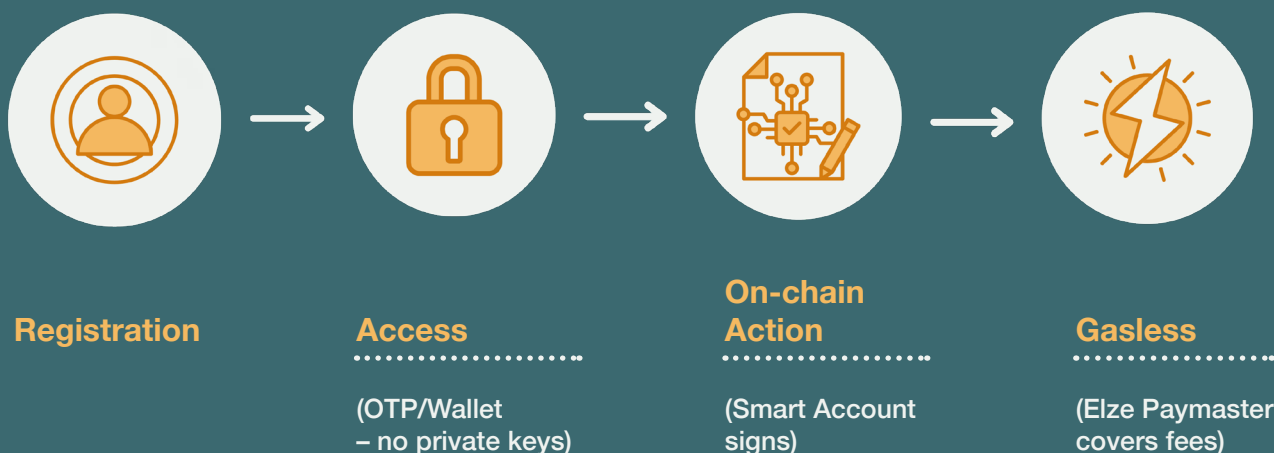 Registration
Access
(OTP/Wallet
– no private keys)
On-chain
Action
(Smart Account
signs)
Gasless
(Elze Paymaster
covers fees)